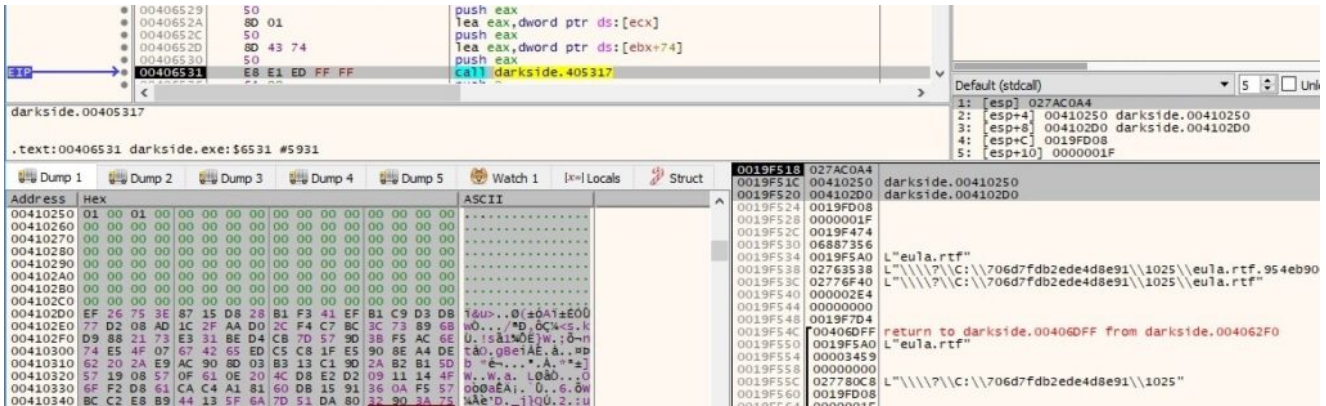 00406529 50 push eax
0040652A 8D 01 lea eax,dword ptr ds:[ecx]
0040652C 50 push eax
0040652D 8D 43 74 lea eax,dword ptr ds:[ebx+74]
00406530 50 push eax
EIP 00406531 E8 E1 ED FF FF call darkside.405317
darkside.00405317
.text:00406531 darkside.exe:$6531 #5931
Default (stdcall) 5
1: [esp] 027AC0A4
2: [esp+4] 00410250 darkside.00410250
3: [esp+8] 004102D0 darkside.004102D0
4: [esp+C] 0019FD08
5: [esp+10] 0000001F
Dump 1 Dump 2 Dump 3 Dump 4 Dump 5 Watch 1 [x=] Locals Struct
Address Hex ASCII
00410250 01 00 01 00 00 00 00 00 00 00 00 00 00 00 00 00 ................
00410260 00 00 00 00 00 00 00 00 00 00 00 00 00 00 00 00 ................
00410270 00 00 00 00 00 00 00 00 00 00 00 00 00 00 00 00 ................
00410280 00 00 00 00 00 00 00 00 00 00 00 00 00 00 00 00 ................
00410290 00 00 00 00 00 00 00 00 00 00 00 00 00 00 00 00 ................
004102A0 00 00 00 00 00 00 00 00 00 00 00 00 00 00 00 00 ................
004102B0 00 00 00 00 00 00 00 00 00 00 00 00 00 00 00 00 ................
004102C0 00 00 00 00 00 00 00 00 00 00 00 00 00 00 00 00 ................
004102D0 EF 26 75 3E 87 15 D8 28 B1 F3 41 EF B1 C9 D3 DB ï&u>..Ø(±óAï±ÉÓÛ
004102E0 77 D2 08 AD 1C 2F AA D0 2C F4 C7 BC 3C 73 89 6B
004102F0 D9 88 21 73 E3 31 BE D4 CB 7D 57 9D 3B F5 AC 6E
00410300 74 E5 4F 07 67 42 65 ED C5 C8 1F E5 90 8E A4 DE
00410310 62 20 2A E9 AC 90 8D 03 B3 13 C1 9D 2A B2 B1 5D
00410320 57 19 08 57 0F 61 0E 20 4C D8 E2 D2 09 11 14 4F
00410330 6F F2 D8 61 CA C4 A1 81 60 DB 15 91 36 0A F5 57
00410340 BC C2 E8 B9 44 13 5F 6A 7D 51 DA 80 32 90 3A 75
0019F518 027AC0A4
0019F51C 00410250 darkside.00410250
0019F520 004102D0 darkside.004102D0
0019F524 0019FD08
0019F528 0000001F
0019F52C 0019F474
0019F530 06887356
0019F534 0019F5A0 L"eula.rtf"
0019F538 02763538 L"\\\\?\\C:\\706d7fdb2ede4d8e91\\1025\\eula.rtf.954eb90
0019F53C 02776F40 L"\\\\?\\C:\\706d7fdb2ede4d8e91\\1025\\eula.rtf"
0019F540 000002E4
0019F544 00000000
0019F548 0019F7D4
0019F54C 00406DFF return to darkside.00406DFF from darkside.004062F0
0019F550 0019F5A0 L"eula.rtf"
0019F554 00003459
0019F558 00000000
0019F55C 027780C8 L"\\\\?\\C:\\706d7fdb2ede4d8e91\\1025"
0019F560 0019FD08